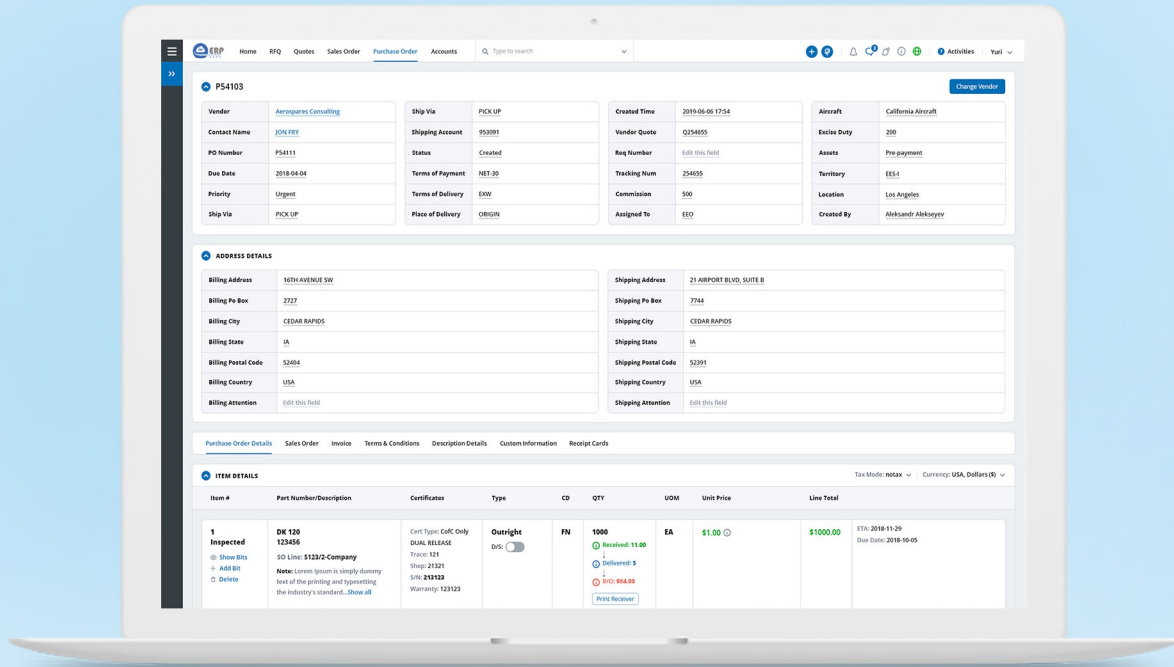 ERP
Home RFQ Quotes Sales Order Purchase Order Accounts Type to search 3 Activities Yuri
P54103 Change Vendor
Vendor Aerospares Consulting Ship Via PICK UP Created Time 2019-06-06 17:54 Aircraft California Aircraft
Contact Name JON FRY Shipping Account 953091 Vendor Quote Q254655 Excise Duty 200
PO Number P54111 Status Created Req Number Edit this field Assets Pre-payment
Due Date 2018-04-04 Terms of Payment NET-30 Tracking Num 254655 Territory EES-I
Priority Urgent Terms of Delivery EXW Commission 500 Location Los Angeles
Ship Via PICK UP Place of Delivery ORIGIN Assigned To EEO Created By Aleksandr Alekseyev
ADDRESS DETAILS
Billing Address 16TH AVENUE SW Shipping Address 21 AIRPORT BLVD, SUITE B
Billing Po Box 2727 Shipping Po Box 7744
Billing City CEDAR RAPIDS Shipping City CEDAR RAPIDS
Billing State IA Shipping State IA
Billing Postal Code 52404 Shipping Postal Code 52391
Billing Country USA Shipping Country USA
Billing Attention Edit this field Shipping Attention Edit this field
Purchase Order Details Sales Order Invoice Terms & Conditions Description Details Custom Information Receipt Cards
ITEM DETAILS Tax Mode: notax Currency: USA, Dollars ($)
Item # Part Number/Description Certificates Type CD QTY UOM Unit Price Line Total
1 DK 120 Cert Type: CofC Only Outright FN 1000 EA $1.00 $1000.00 ETA: 2018-11-29
Inspected 123456 DUAL RELEASE D/S: Received: 11.00 Due Date: 2018-10-05
Show Bits SO Line: S123/2-Company Trace: 121 Delivered: 5
Add Bit Note: Lorem Ipsum is simply dummy Shop: 21321 B/O: 984.00
Delete text of the printing and typesetting S/N: 213123
the industry's standard...Show all Warranty: 123123 Print Receiver